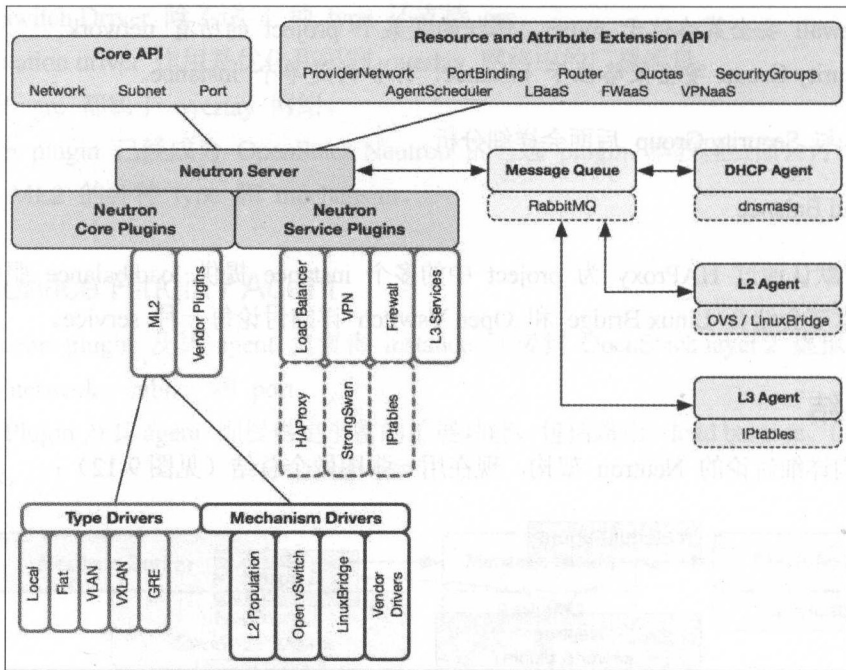 Core API
Network Subnet Port
Resource and Attribute Extension API
ProviderNetwork PortBinding Router Quotas SecurityGroups
AgentScheduler LBaaS FWaaS VPNaaS
Neutron Server
Message Queue
RabbitMQ
DHCP Agent
dnsmasq
Neutron
Core Plugins
Neutron
Service Plugins
ML2
Vendor Plugins
Load Balancer
VPN
Firewall
L3 Services
HAProxy
StrongSwan
IPtables
L2 Agent
OVS / LinuxBridge
L3 Agent
IPtables
Type Drivers
Local
Flat
VLAN
VXLAN
GRE
Mechanism Drivers
L2 Population
Open vSwitch
LinuxBridge
Vendor
Drivers